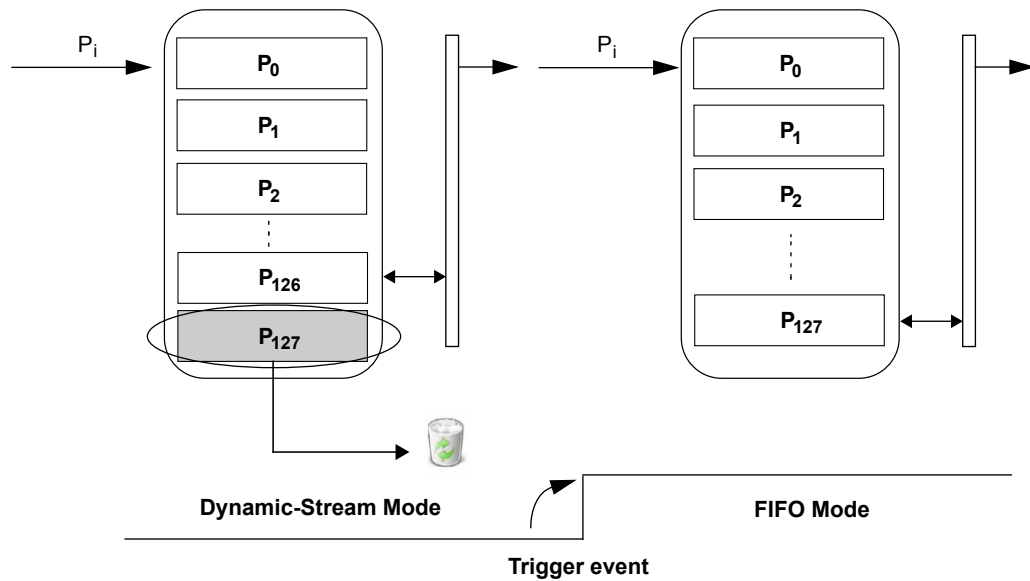 Pi
P0
P1
P2
P126
P127
Pi
P0
P1
P2
P127
Dynamic-Stream Mode
FIFO Mode
Trigger event